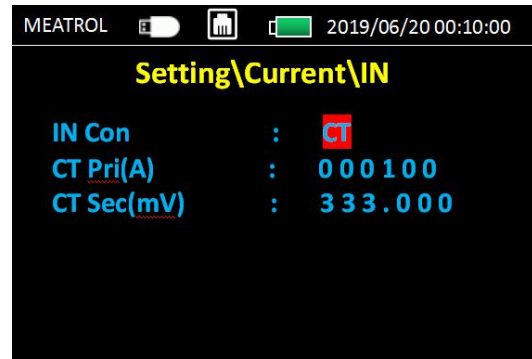 MEATROL 2019/06/20 00:10:00
Setting\Current\IN
IN Con : CT
CT Pri(A) : 000100
CT Sec(mV) : 333.000